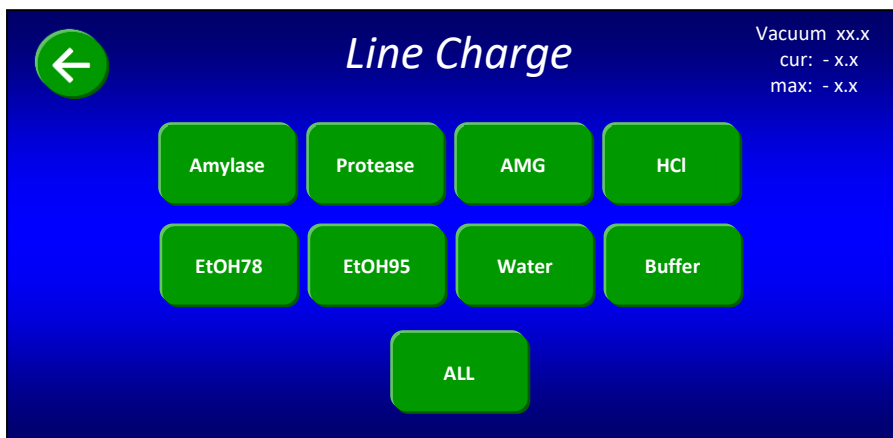 Line Charge
Vacuum xx.x
cur: - x.x
max: - x.x
Amylase
Protease
AMG
HCl
EtOH78
EtOH95
Water
Buffer
ALL